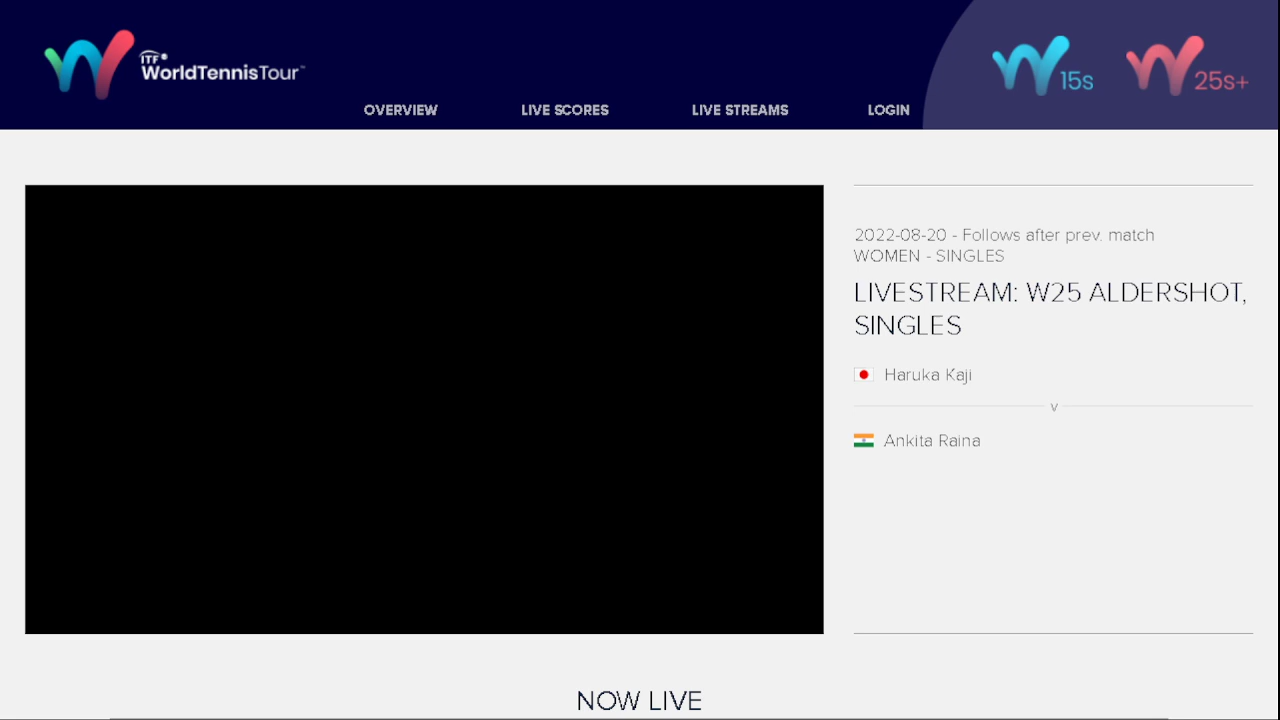 ITF
WorldTennisTour™
15s
25s+
OVERVIEW
LIVE SCORES
LIVE STREAMS
LOGIN
2022-08-20 - Follows after prev. match
WOMEN - SINGLES
LIVESTREAM: W25 ALDERSHOT,
SINGLES
Haruka Kaji
v
Ankita Raina
NOW LIVE